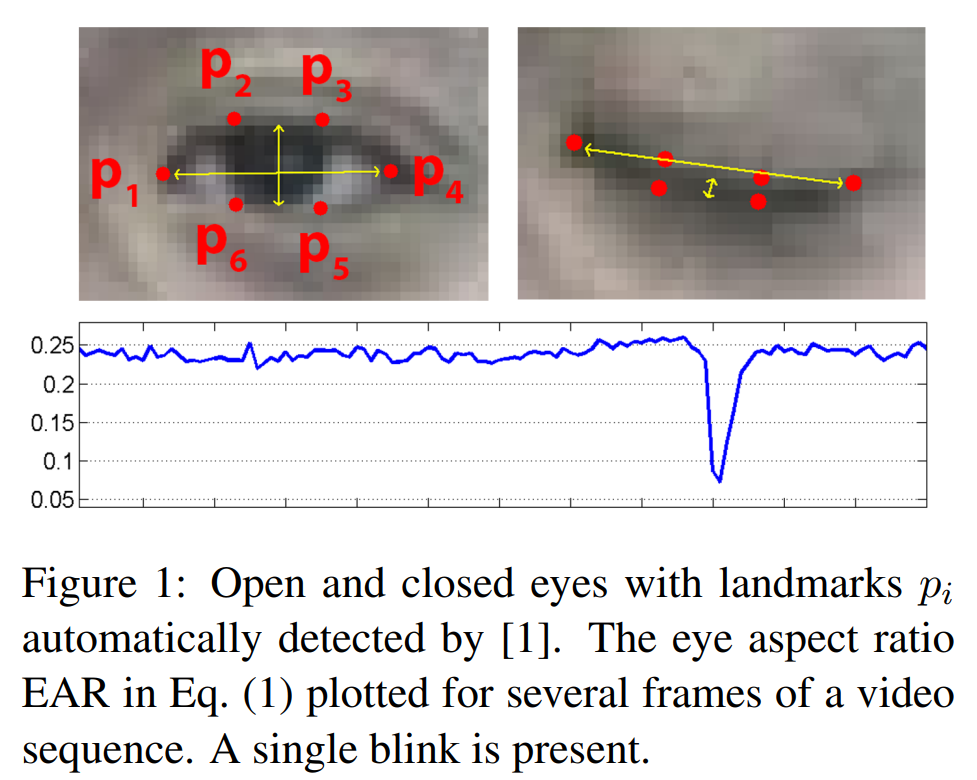 p2 p3
p1 p4
p6 p5
0.25
0.2
0.15
0.1
0.05
Figure 1: Open and closed eyes with landmarks pi
automatically detected by [1]. The eye aspect ratio
EAR in Eq. (1) plotted for several frames of a video
sequence. A single blink is present.